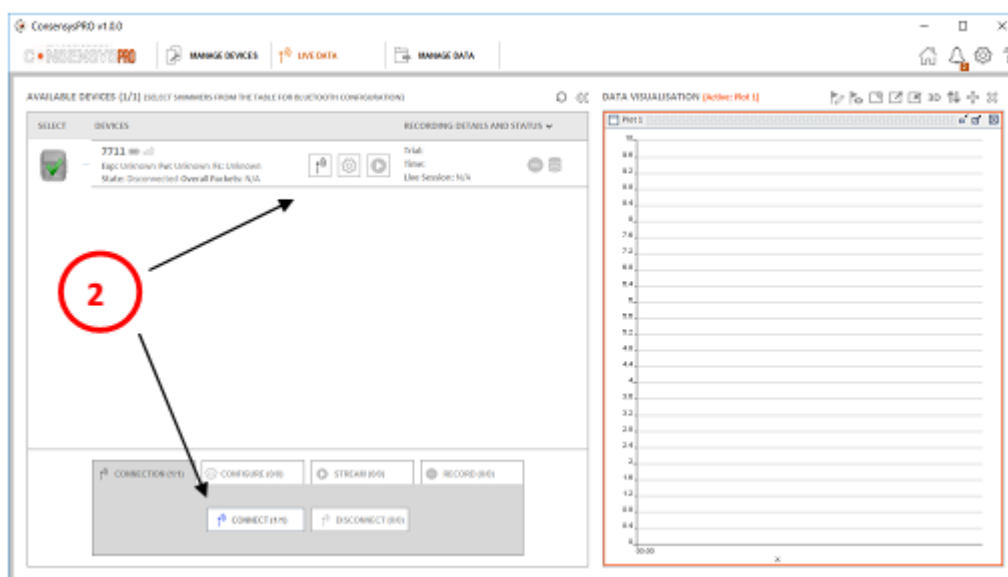 ConsensysPRO v1.0.0
CONSENSYSPRO
MANAGE DEVICES
LIVE DATA
MANAGE DATA
AVAILABLE DEVICES (1/1) (SELECT SHIMMERS FROM THE TABLE FOR BLUETOOTH CONFIGURATION)
SELECT DEVICES RECORDING DETAILS AND STATUS
7711
Exp: Unknown Fw: Unknown Hz: Unknown
State: Disconnected Overall Packets: N/A
Trial:
Time:
Live Session: N/A
2
CONNECTION (1/1) CONFIGURE (0/0) STREAM (0/0) RECORD (0/0)
CONNECT (1/1) DISCONNECT (0/0)
DATA VISUALISATION (Active: Plot 1)
3D
Plot 1
10
9.6
9.2
8.8
8.4
8
7.6
7.2
6.8
6.4
6
5.6
5.2
4.8
4.4
4
3.6
3.2
2.8
2.4
2
1.6
1.2
0.8
0.4
0
00:00
X